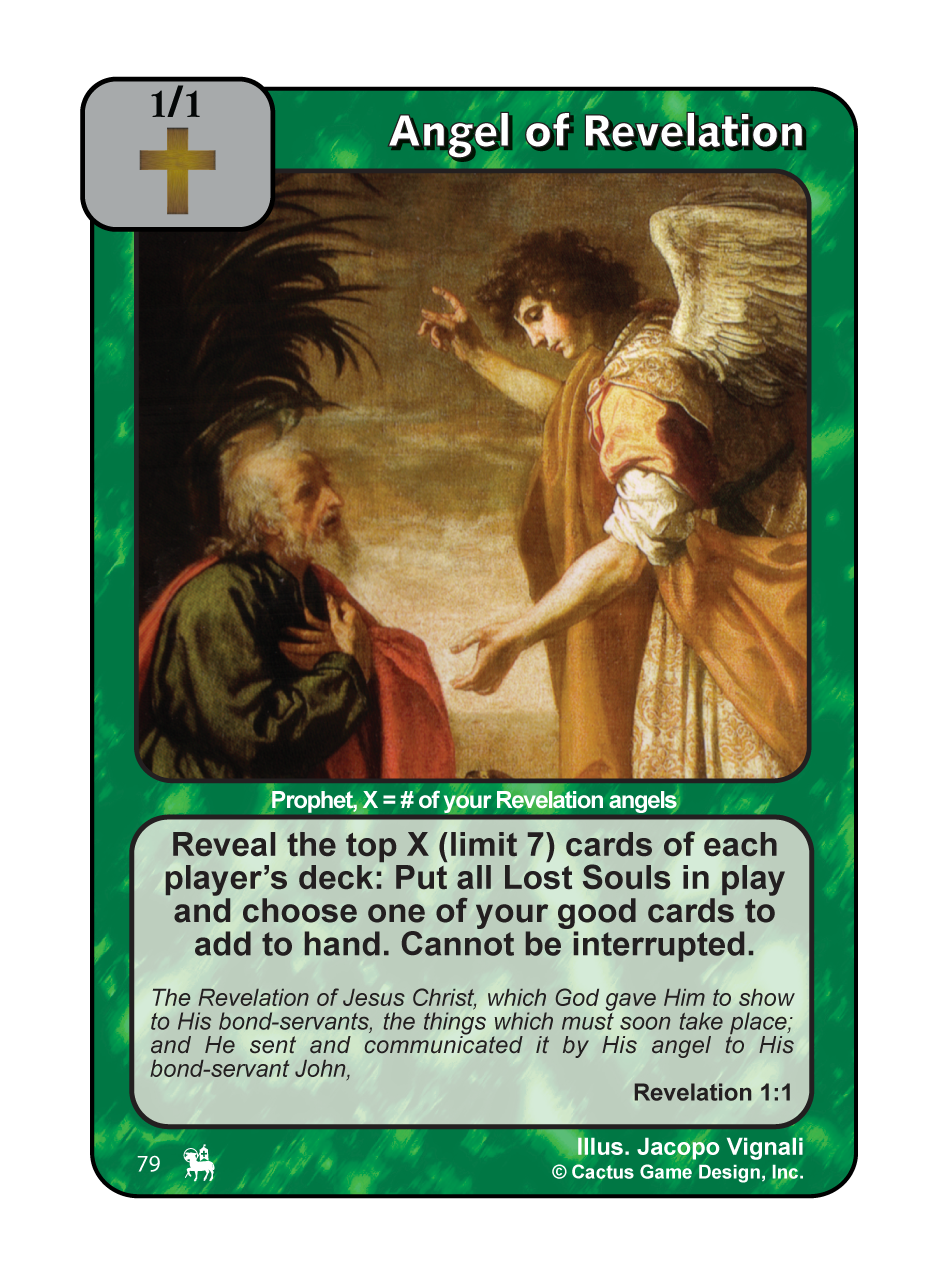 1/1
Angel of Revelation
Prophet, X = # of your Revelation angels
Reveal the top X (limit 7) cards of each
player’s deck: Put all Lost Souls in play
and choose one of your good cards to
add to hand. Cannot be interrupted.
The Revelation of Jesus Christ, which God gave Him to show
to His bond-servants, the things which must soon take place;
and He sent and communicated it by His angel to His
bond-servant John,
Revelation 1:1
79
Illus. Jacopo Vignali
© Cactus Game Design, Inc.